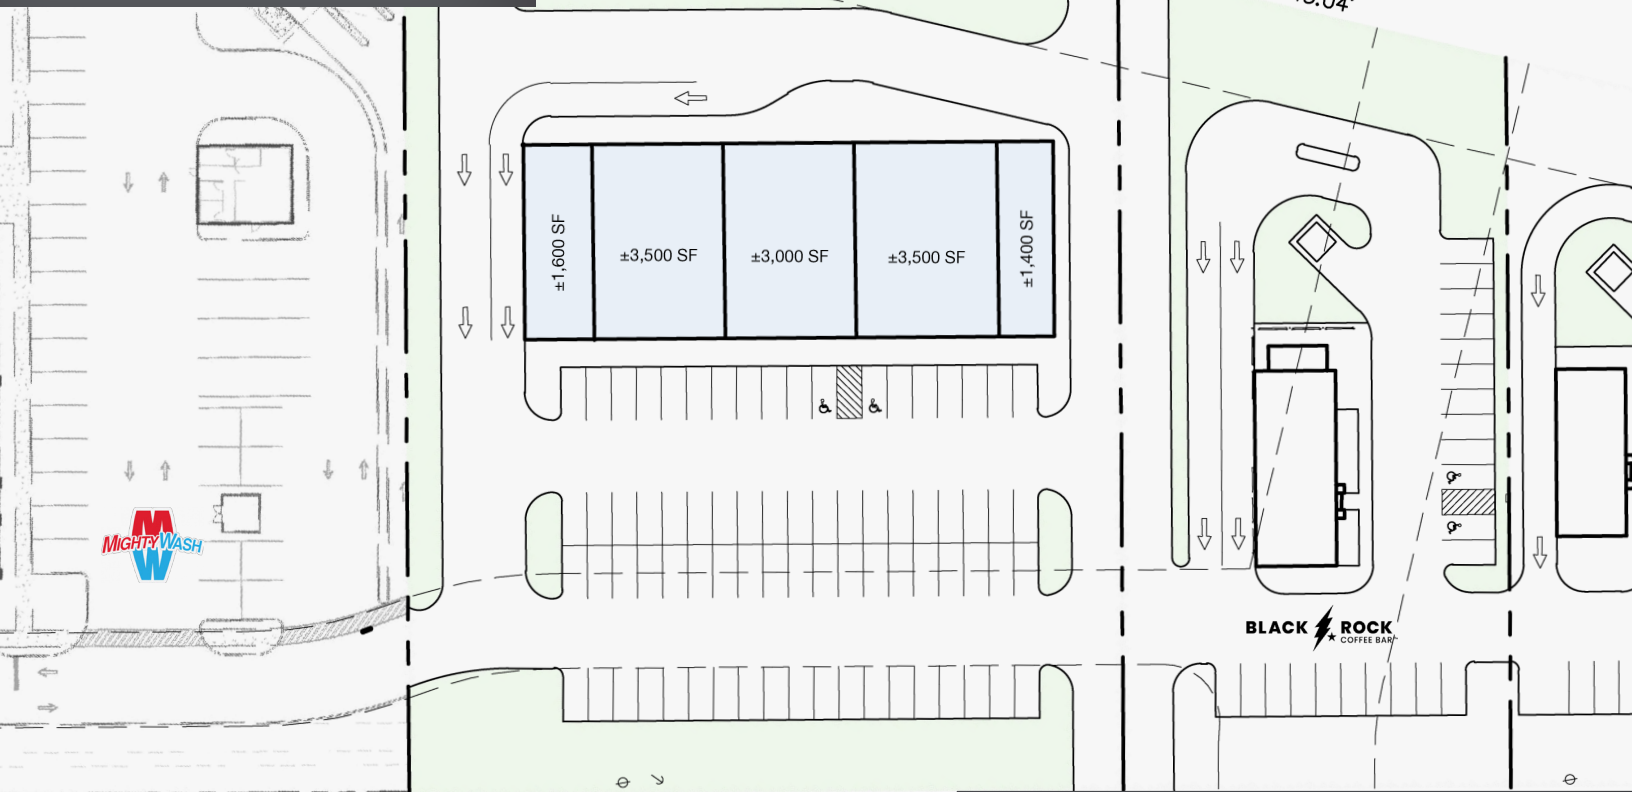 ±1,600 SF
±3,500 SF
±3,000 SF
±3,500 SF
±1,400 SF
MIGHTY WASH
BLACK ROCK
COFFEE BAR